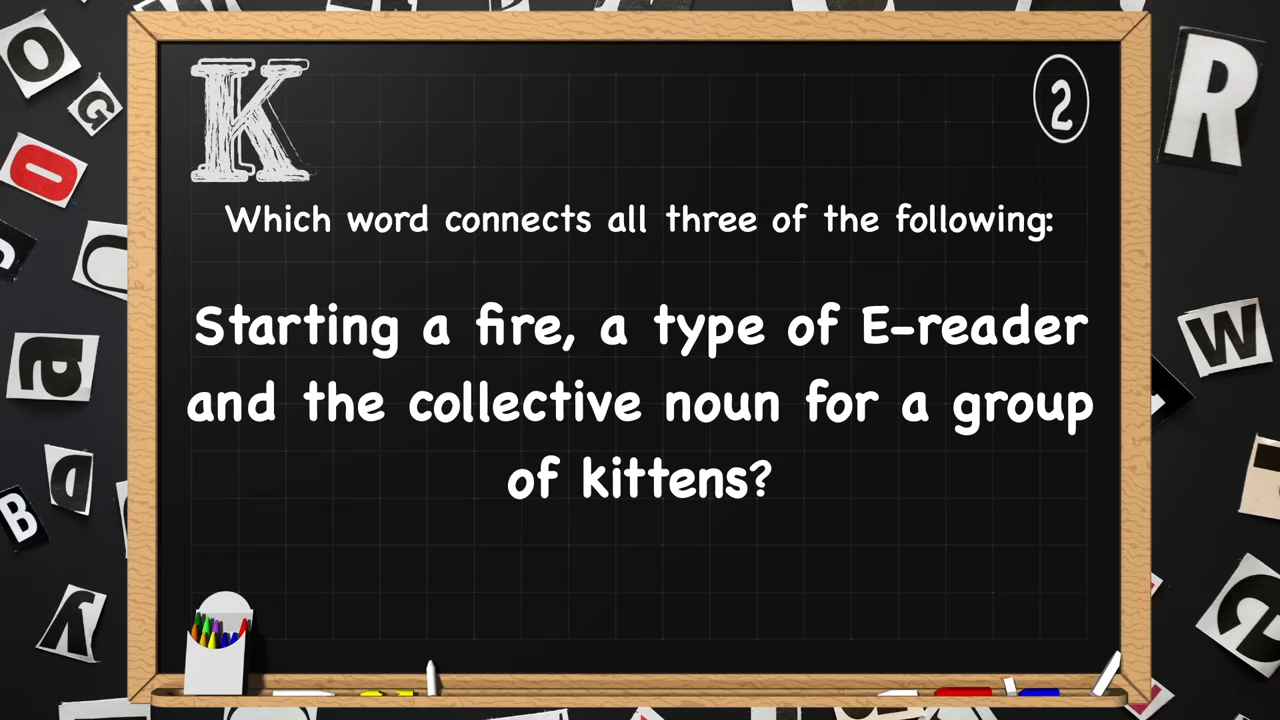 K
2
Which word connects all three of the following:
Starting a fire, a type of E-reader
and the collective noun for a group
of kittens?
O
G
O
R
a
W
D
B
y